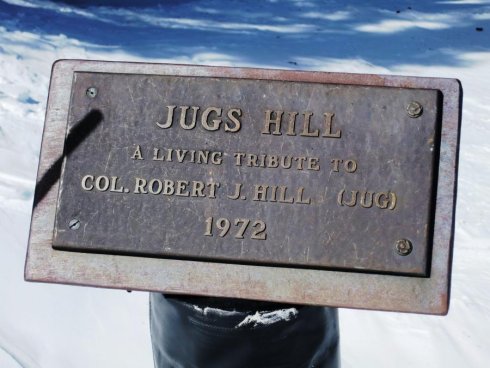 JUGS HILL
A LIVING TRIBUTE TO
COL. ROBERT J. HILL (JUG)
1972